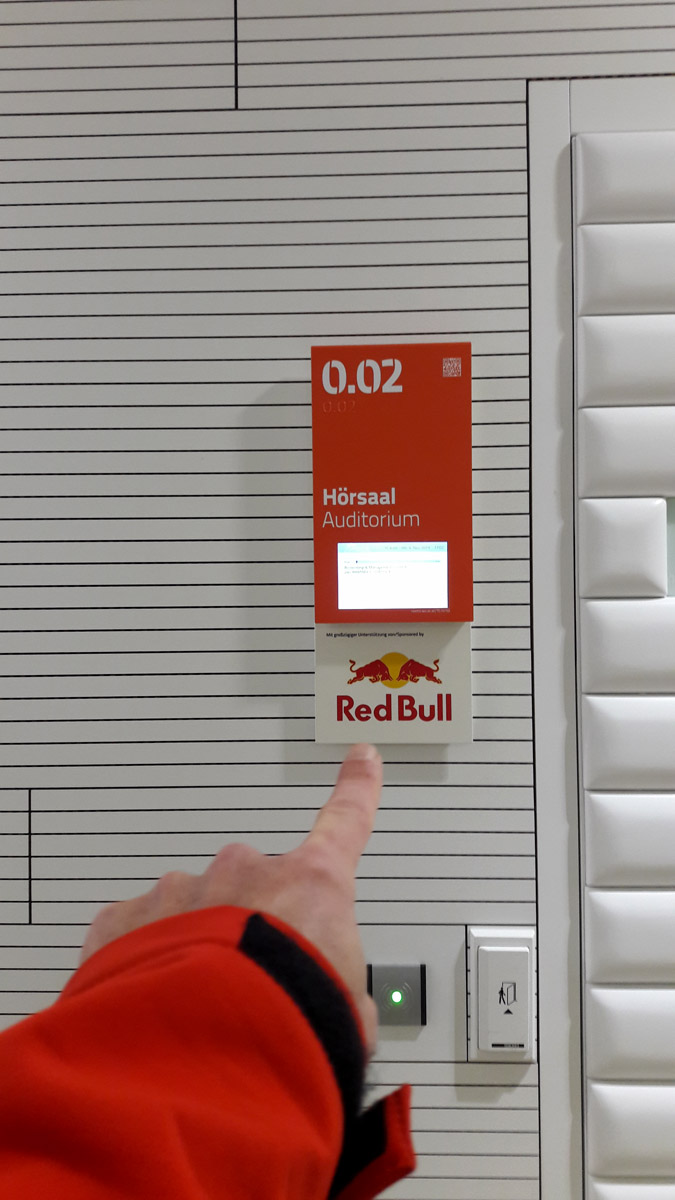 0.02
0.02
Hörsaal
Auditorium
Mit großzügiger Unterstützung von/Sponsored by
Red Bull